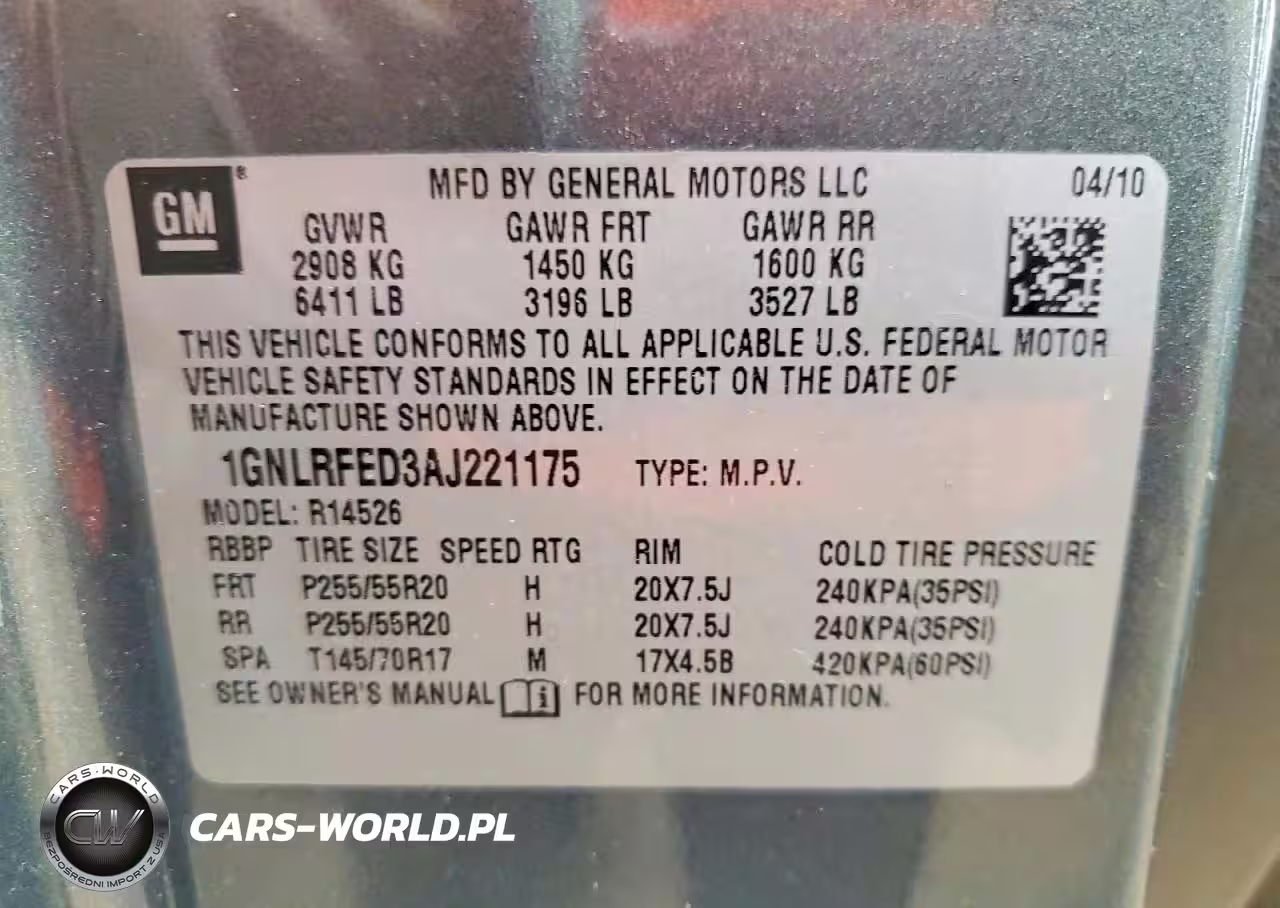 GM®
MFD BY GENERAL MOTORS LLC 04/10
GVWR GAWR FRT GAWR RR
2908 KG 1450 KG 1600 KG
6411 LB 3196 LB 3527 LB
THIS VEHICLE CONFORMS TO ALL APPLICABLE U.S. FEDERAL MOTOR
VEHICLE SAFETY STANDARDS IN EFFECT ON THE DATE OF
MANUFACTURE SHOWN ABOVE.
1GNLRFED3AJ221175 TYPE: M.P.V.
MODEL: R14526
RBBP TIRE SIZE SPEED RTG RIM COLD TIRE PRESSURE
FRT P255/55R20 H 20X7.5J 240KPA(35PSI)
RR P255/55R20 H 20X7.5J 240KPA(35PSI)
SPA T145/70R17 M 17X4.5B 420KPA(60PSI)
SEE OWNER'S MANUAL i FOR MORE INFORMATION.
CARS-WORLD
CW
BEZPOŚREDNI IMPORT Z USA
CARS-WORLD.PL